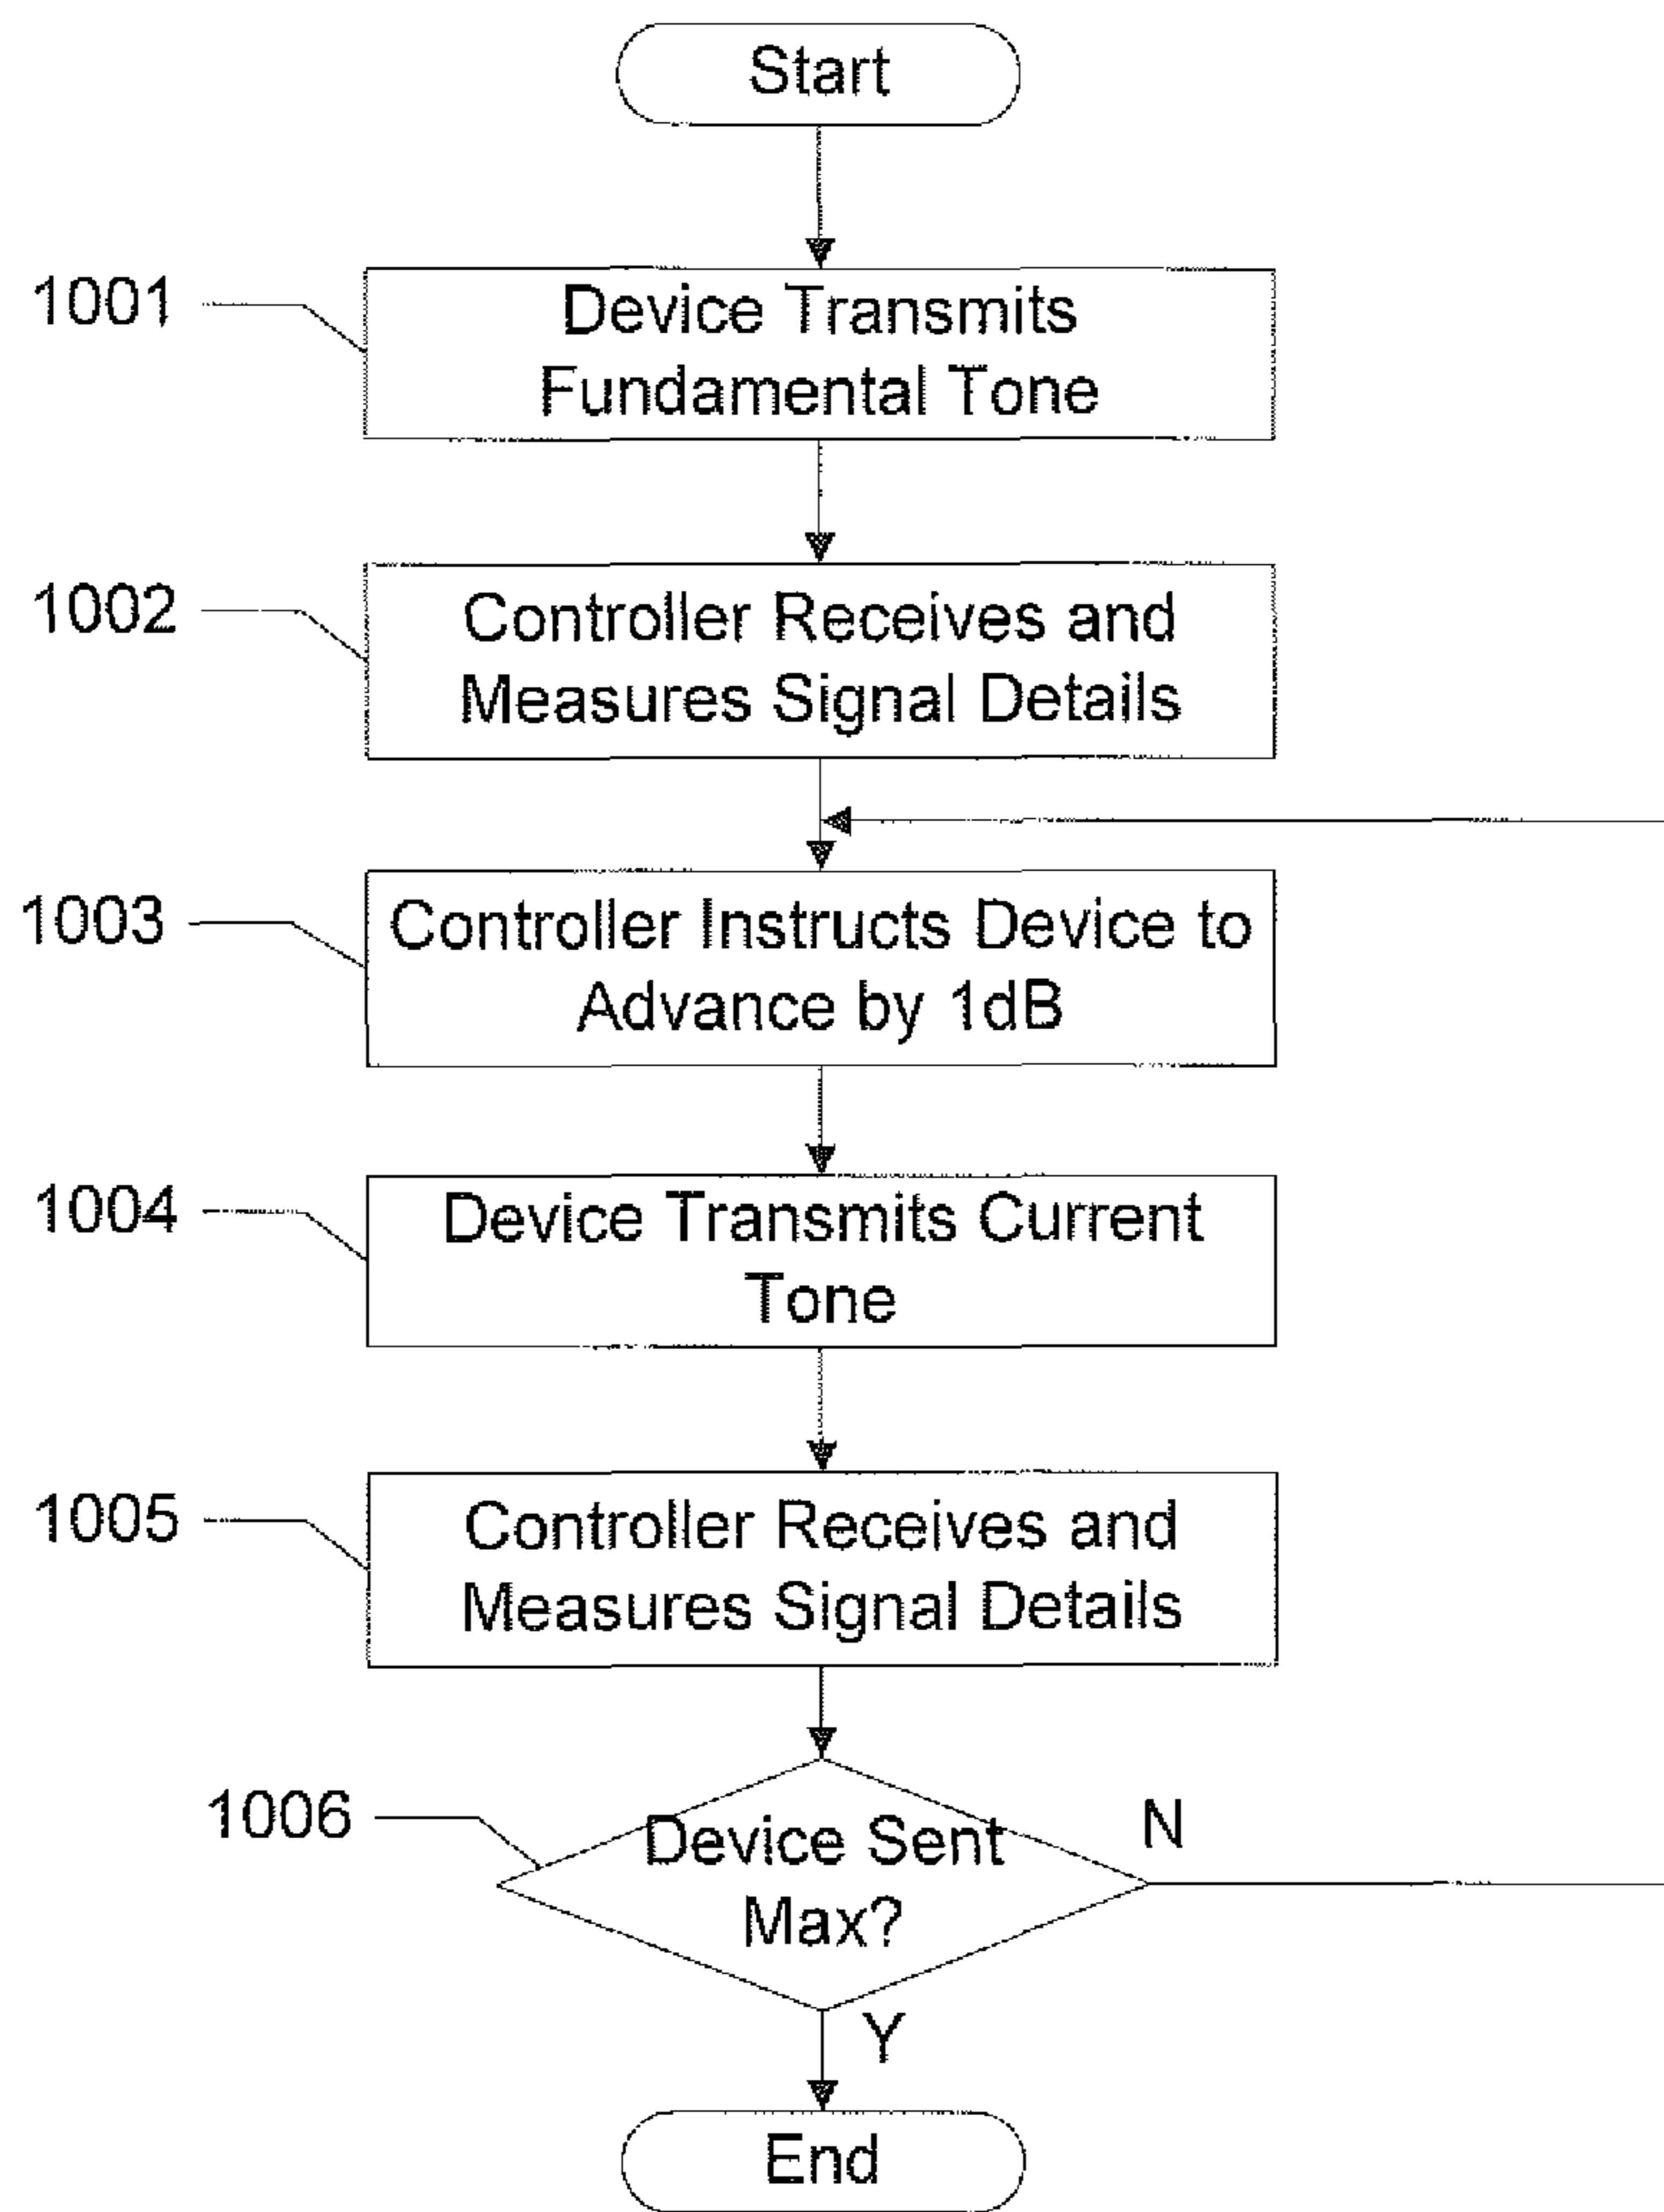 Start
1001
Device Transmits
Fundamental Tone
1002
Controller Receives and
Measures Signal Details
1003
Controller Instructs Device to
Advance by 1dB
1004
Device Transmits Current
Tone
1005
Controller Receives and
Measures Signal Details
1006
Device Sent
Max?
N
Y
End